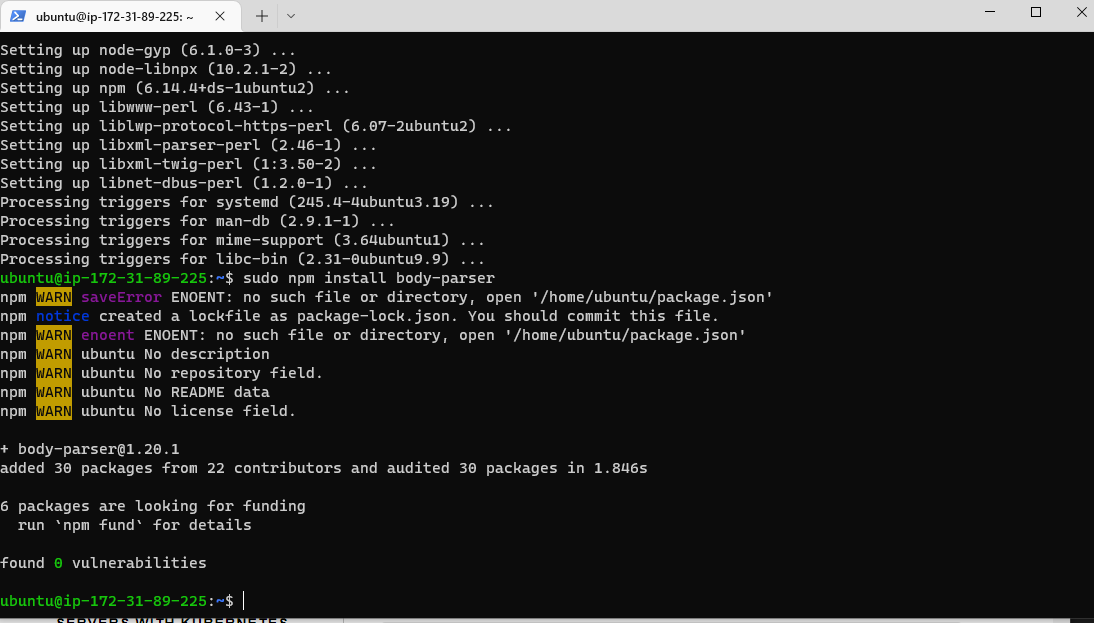 ubuntu@ip-172-31-89-225: ~
Setting up node-gyp (6.1.0-3) ...
Setting up node-libnpx (10.2.1-2) ...
Setting up npm (6.14.4+ds-1ubuntu2) ...
Setting up libwww-perl (6.43-1) ...
Setting up liblwp-protocol-https-perl (6.07-2ubuntu2) ...
Setting up libxml-parser-perl (2.46-1) ...
Setting up libxml-twig-perl (1:3.50-2) ...
Setting up libnet-dbus-perl (1.2.0-1) ...
Processing triggers for systemd (245.4-4ubuntu3.19) ...
Processing triggers for man-db (2.9.1-1) ...
Processing triggers for mime-support (3.64ubuntu1) ...
Processing triggers for libc-bin (2.31-0ubuntu9.9) ...
ubuntu@ip-172-31-89-225:~$ sudo npm install body-parser
npm WARN saveError ENOENT: no such file or directory, open '/home/ubuntu/package.json'
npm notice created a lockfile as package-lock.json. You should commit this file.
npm WARN enoent ENOENT: no such file or directory, open '/home/ubuntu/package.json'
npm WARN ubuntu No description
npm WARN ubuntu No repository field.
npm WARN ubuntu No README data
npm WARN ubuntu No license field.
+ body-parser@1.20.1
added 30 packages from 22 contributors and audited 30 packages in 1.846s
6 packages are looking for funding
run `npm fund` for details
found 0 vulnerabilities
ubuntu@ip-172-31-89-225:~$
SERVERS WITH KUBERNETES